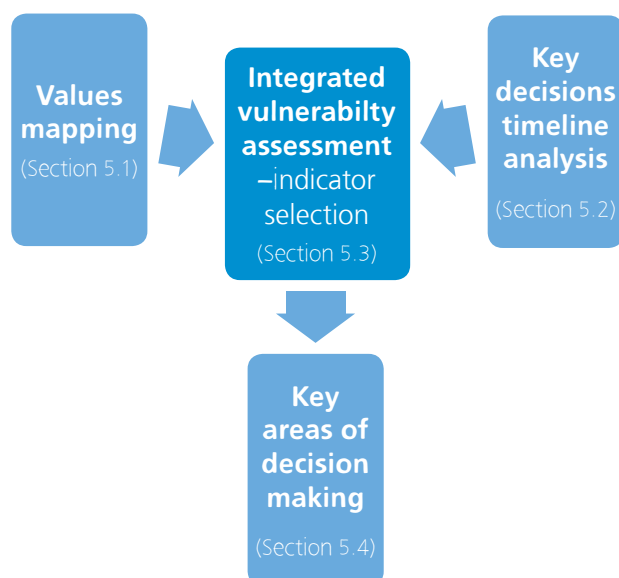 Values
mapping
(Section 5.1)
Integrated
vulnerabilty
assessment
–indicator
selection
(Section 5.3)
Key
decisions
timeline
analysis
(Section 5.2)
Key
areas of
decision
making
(Section 5.4)